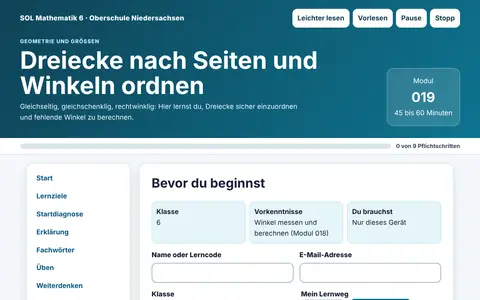 SOL Mathematik 6 · Oberschule Niedersachsen
Leichter lesen
Vorlesen
Pause
Stopp
GEOMETRIE UND GRÖSSEN
Dreiecke nach Seiten und
Winkeln ordnen
Gleichseitig, gleichschenklig, rechtwinklig: Hier lernst du, Dreiecke sicher einzuordnen
und fehlende Winkel zu berechnen.
Modul
019
45 bis 60 Minuten
0 von 9 Pflichtschritten
Start
Lernziele
Startdiagnose
Erklärung
Fachwörter
Üben
Weiterdenken
Bevor du beginnst
Klasse
6
Vorkenntnisse
Winkel messen und
berechnen (Modul 018)
Du brauchst
Nur dieses Gerät
Name oder Lerncode
E-Mail-Adresse
Klasse
Mein Lernweg